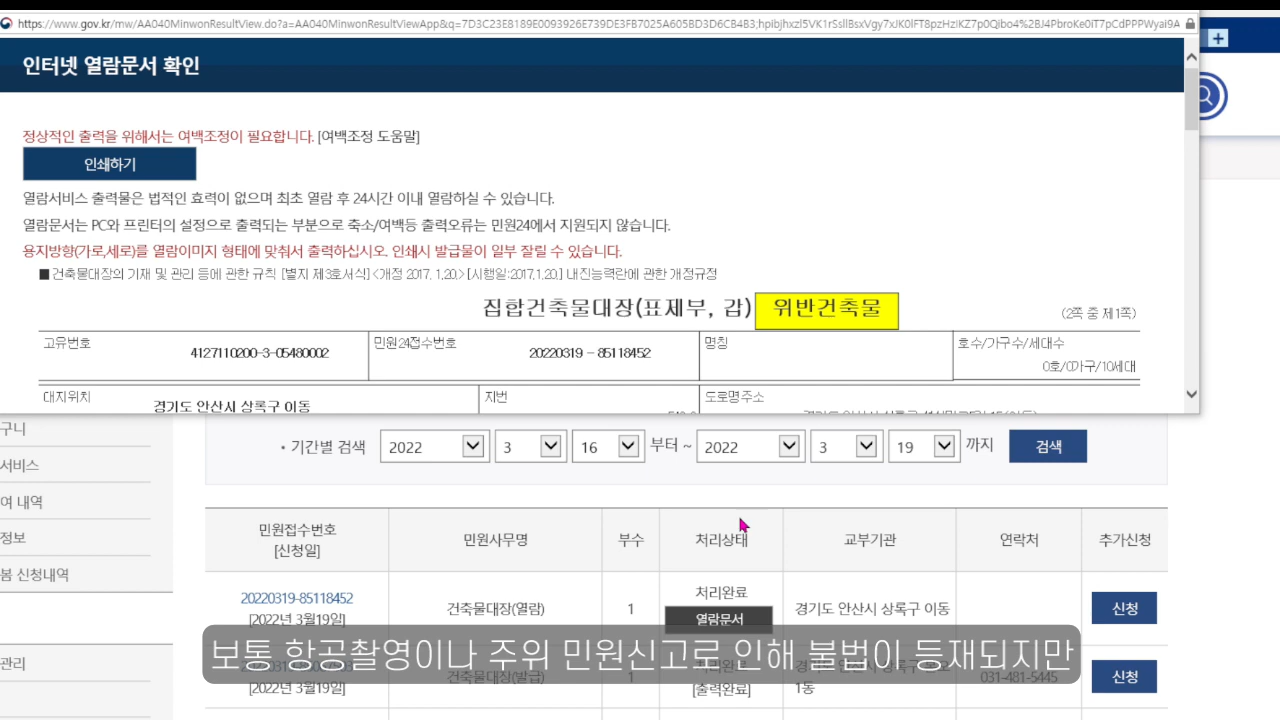 https://www.gov.kr/mw/AA040MinwonResultView.do?a=AA040MinwonResultViewApp&q=
인터넷 열람문서 확인
정상적인 출력을 위해서는 여백조정이 필요합니다. [여백조정 도움말]
인쇄하기
열람서비스 출력물은 법적인 효력이 없으며 최초 열람 후 24시간 이내 열람하실 수 있습니다.
열람문서는 PC와 프린터의 설정으로 출력되는 부분으로 축소/여백등 출력오류는 민원24에서 지원되지 않습니다.
용지방향(가로,세로)를 열람이미지 형태에 맞춰서 출력하십시오. 인쇄시 발급물이 일부 잘릴 수 있습니다.
■ 건축물대장의 기재 및 관리 등에 관한 규칙 [별지 제3호서식] <개정 2017. 1.20.> [시행일:2017.1.20.] 내진능력란에 관한 개정규정
집합건축물대장(표제부, 갑) 위반건축물 (2쪽 중 제1쪽)
고유번호 4127110200-3-05480002 민원24접수번호 20220319 - 85118452 명칭 호수/가구수/세대수
0호/0가구/10세대
대지위치 경기도 안산시 상록구 이동 지번 도로명주소
구니
서비스
여 내역
정보
봄 신청내역
관리
• 기간별 검색 2022 3 16 부터 ~ 2022 3 19 까지 검색
민원접수번호 [신청일] 민원사무명 부수 처리상태 교부기관 연락처 추가신청
20220319-85118452 [2022년 3월19일] 건축물대장(열람) 1 처리완료 열람문서 경기도 안산시 상록구 이동 신청
보통 항공촬영이나 주위 민원신고로 인해 불법이 등재되지만
[2022년 3월19일] 건축물대장(발급) 1 처리완료 [출력완료] 1동 031-481-5445 신청